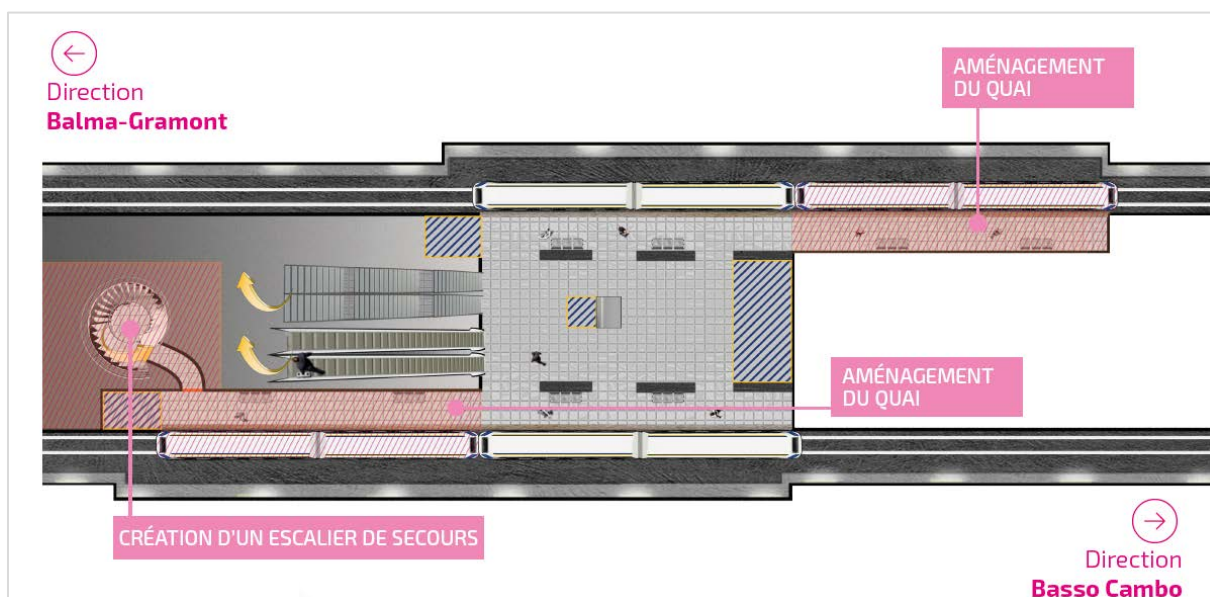 Direction
Balma-Gramont
AMÉNAGEMENT
DU QUAI
AMÉNAGEMENT
DU QUAI
CRÉATION D'UN ESCALIER DE SECOURS
Direction
Basso Cambo